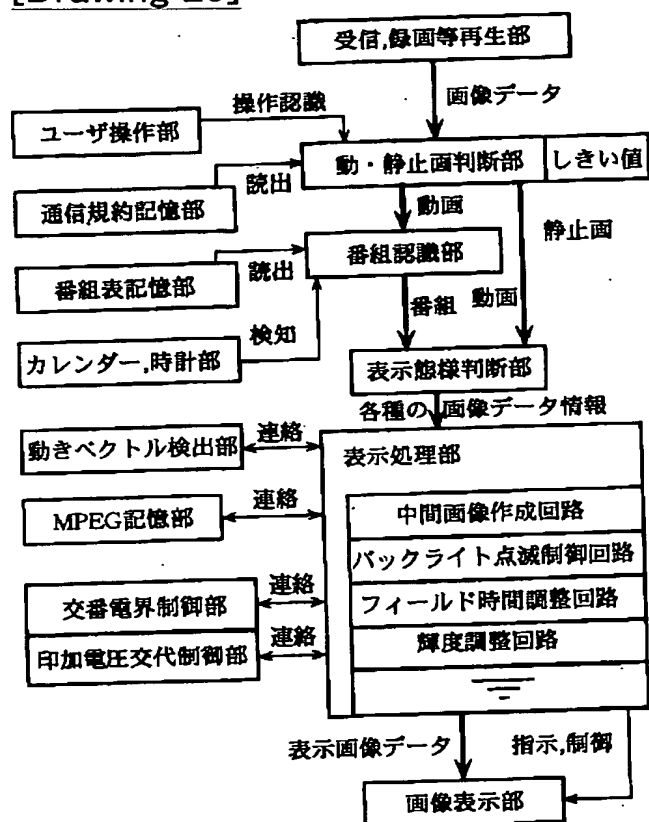 受信,録画等再生部
画像データ
操作認識
ユーザ操作部
動・静止画判断部
しきい値
読出
通信規約記憶部
動画
静止画
番組認識部
読出
番組表記憶部
番組
動画
検知
カレンダー,時計部
表示態様判断部
各種の画像データ情報
動きベクトル検出部
連絡
表示処理部
MPEG記憶部
連絡
中間画像作成回路
バックライト点滅制御回路
交番電界制御部
連絡
フィールド時間調整回路
印加電圧交代制御部
連絡
輝度調整回路
表示画像データ
指示,制御
画像表示部